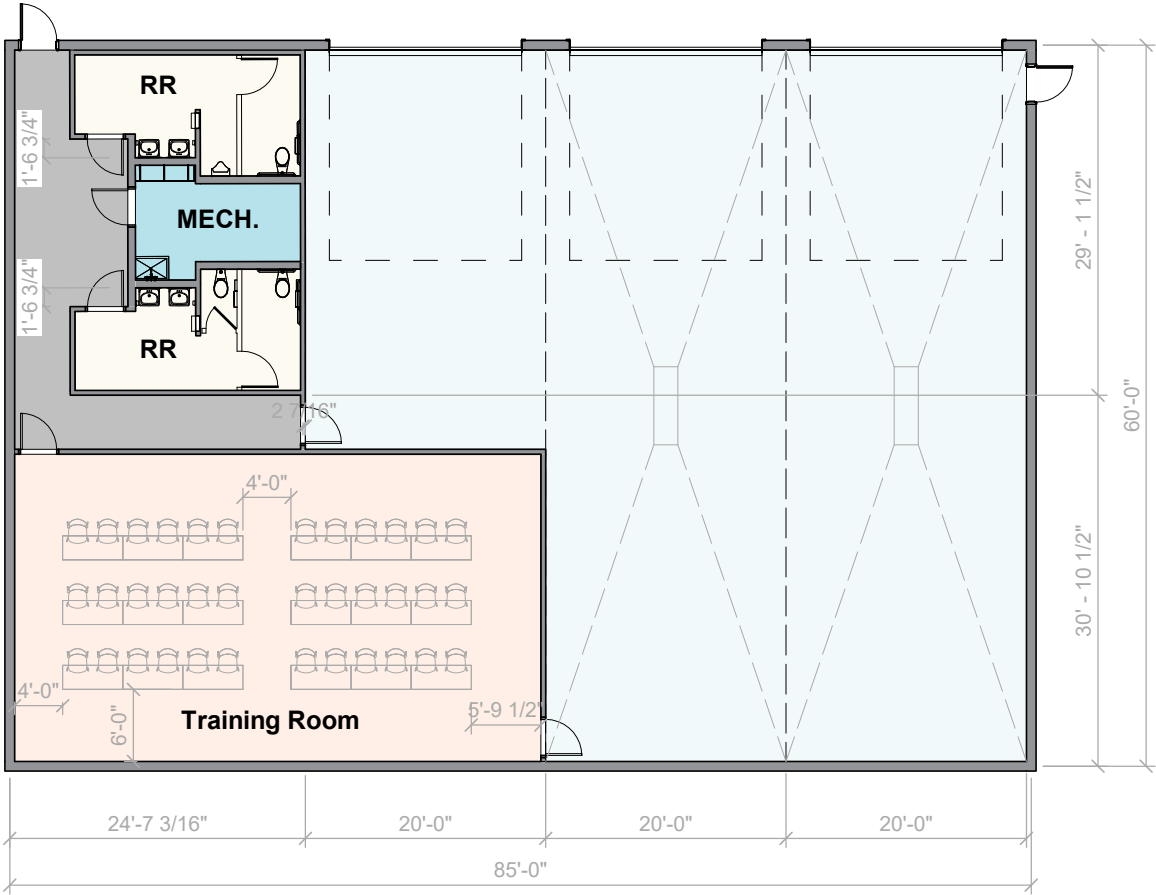 RR
1'-6 3/4"
MECH.
29' - 1 1/2"
1'-6 3/4"
RR
60'-0"
2 7/16"
4'-0"
30' - 10 1/2"
4'-0"
6'-0"
Training Room
5'-9 1/2"
24'-7 3/16"
20'-0"
20'-0"
20'-0"
85'-0"